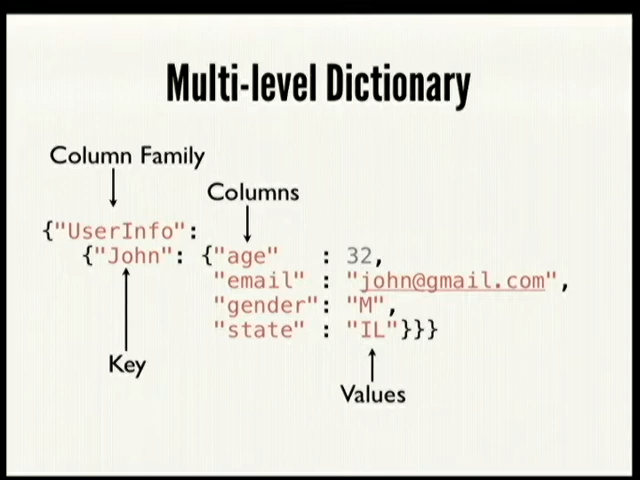 Multi-level Dictionary
Column Family
Columns
{"UserInfo":
{"John": {"age" : 32,
"email" : "john@gmail.com",
"gender": "M",
"state" : "IL"}}}
Key
Values